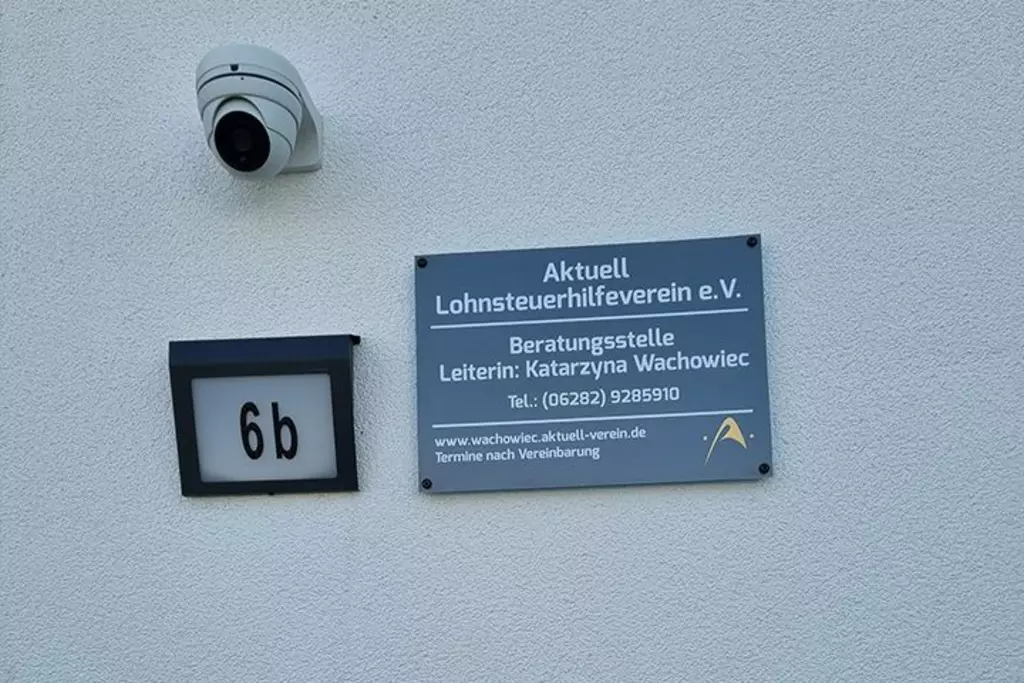 Aktuell
Lohnsteuerhilfeverein e.V.
Beratungsstelle
Leiterin: Katarzyna Wachowiec
Tel.: (06282) 9285910
www.wachowiec.aktuell-verein.de
Termine nach Vereinbarung
6b